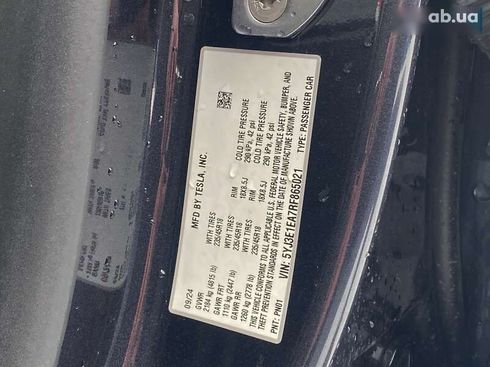 ab.ua
MFD BY TESLA, INC.
09/24
GVWR
2184 kg (4815 lb)
GAWR FRT WITH TIRES RIM COLD TIRE PRESSURE
1110 kg (2447 lb) 235/45R18 18X8.5J 290 kPa, 42 psi
GAWR RR WITH TIRES RIM COLD TIRE PRESSURE
1260 kg (2778 lb) 235/45R18 18X8.5J 290 kPa, 42 psi
THIS VEHICLE CONFORMS TO ALL APPLICABLE U.S. FEDERAL MOTOR VEHICLE SAFETY, BUMPER, AND
THEFT PREVENTION STANDARDS IN EFFECT ON THE DATE OF MANUFACTURE SHOWN ABOVE.
VIN: 5YJ3E1EA7RF865021 TYPE: PASSENGER CAR
PNT: PN01